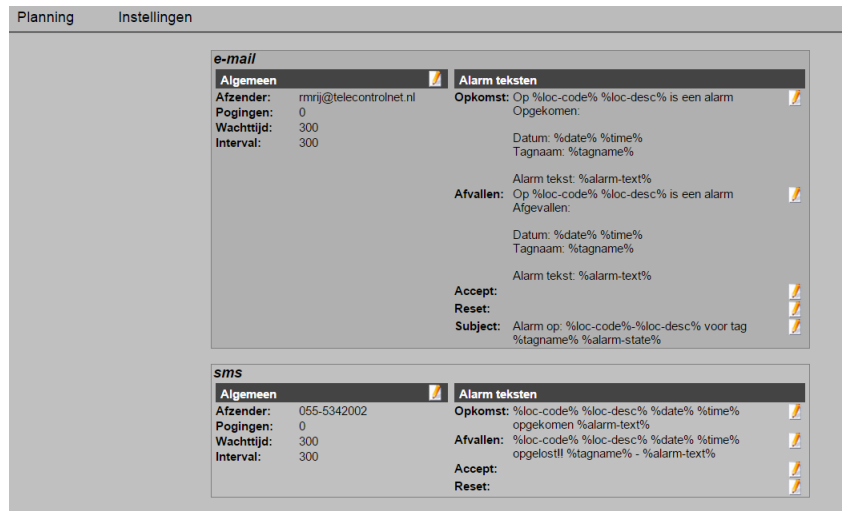 Planning Instellingen
e-mail
Algemeen
Afzender: rmrij@telecontrolnet.nl
Pogingen: 0
Wachttijd: 300
Interval: 300
Alarm teksten
Opkomst: Op %loc-code% %loc-desc% is een alarm
Opgekomen:
Datum: %date% %time%
Tagnaam: %tagname%
Alarm tekst: %alarm-text%
Afvallen: Op %loc-code% %loc-desc% is een alarm
Afgevallen:
Datum: %date% %time%
Tagnaam: %tagname%
Alarm tekst: %alarm-text%
Accept:
Reset:
Subject: Alarm op: %loc-code%-%loc-desc% voor tag
%tagname% %alarm-state%
sms
Algemeen
Afzender: 055-5342002
Pogingen: 0
Wachttijd: 300
Interval: 300
Alarm teksten
Opkomst: %loc-code% %loc-desc% %date% %time%
opgekomen %alarm-text%
Afvallen: %loc-code% %loc-desc% %date% %time%
opgelost!! %tagname% - %alarm-text%
Accept:
Reset: